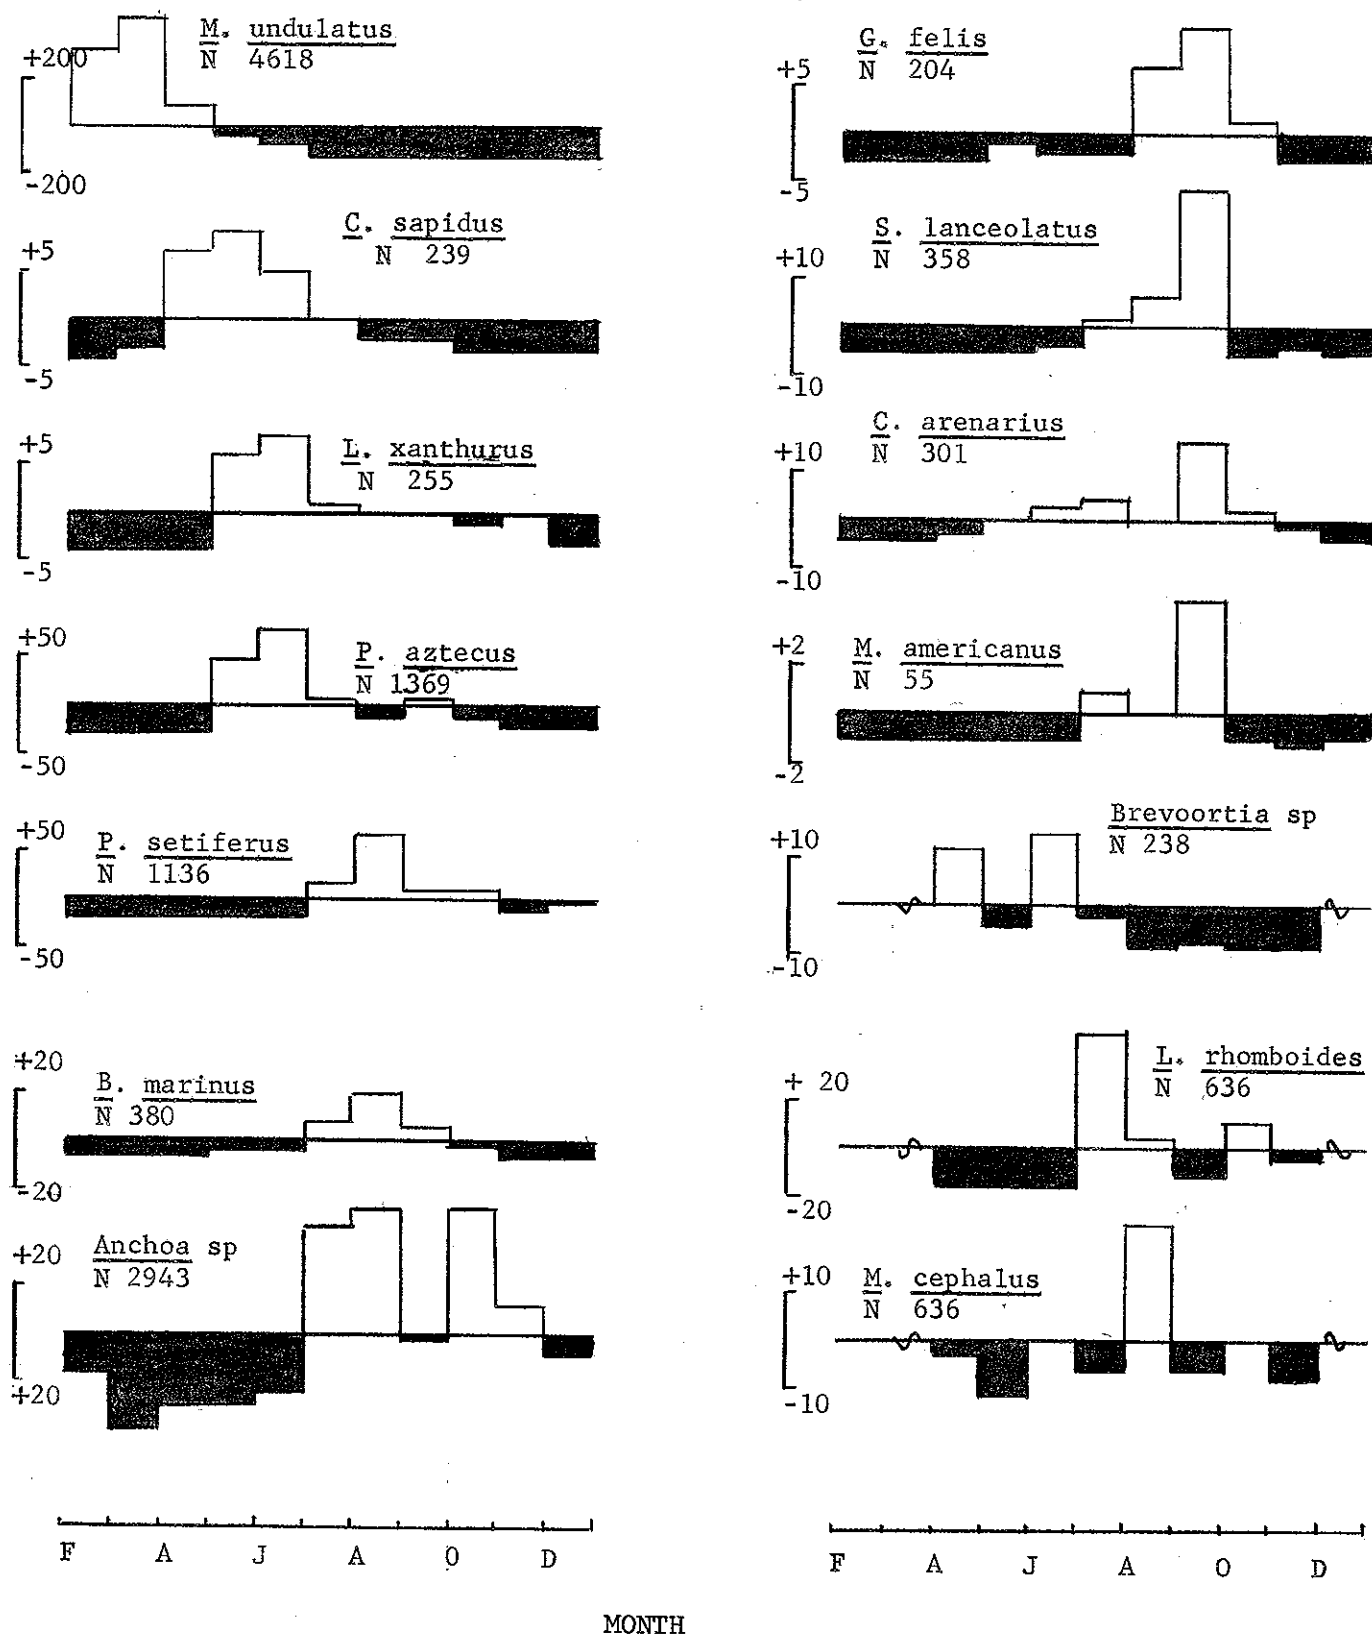 M. undulatus
N 4618
+200
-200
C. sapidus
N 239
+5
-5
L. xanthurus
N 255
+5
-5
P. aztecus
N 1369
+50
-50
P. setiferus
N 1136
+50
-50
B. marinus
N 380
+20
-20
Anchoa sp
N 2943
+20
+20
F A J A O D
G. felis
N 204
+5
-5
S. lanceolatus
N 358
+10
-10
C. arenarius
N 301
+10
-10
M. americanus
N 55
+2
-2
Brevoortia sp
N 238
+10
-10
L. rhomboides
N 636
+ 20
-20
M. cephalus
N 636
+10
-10
F A J A O D
MONTH